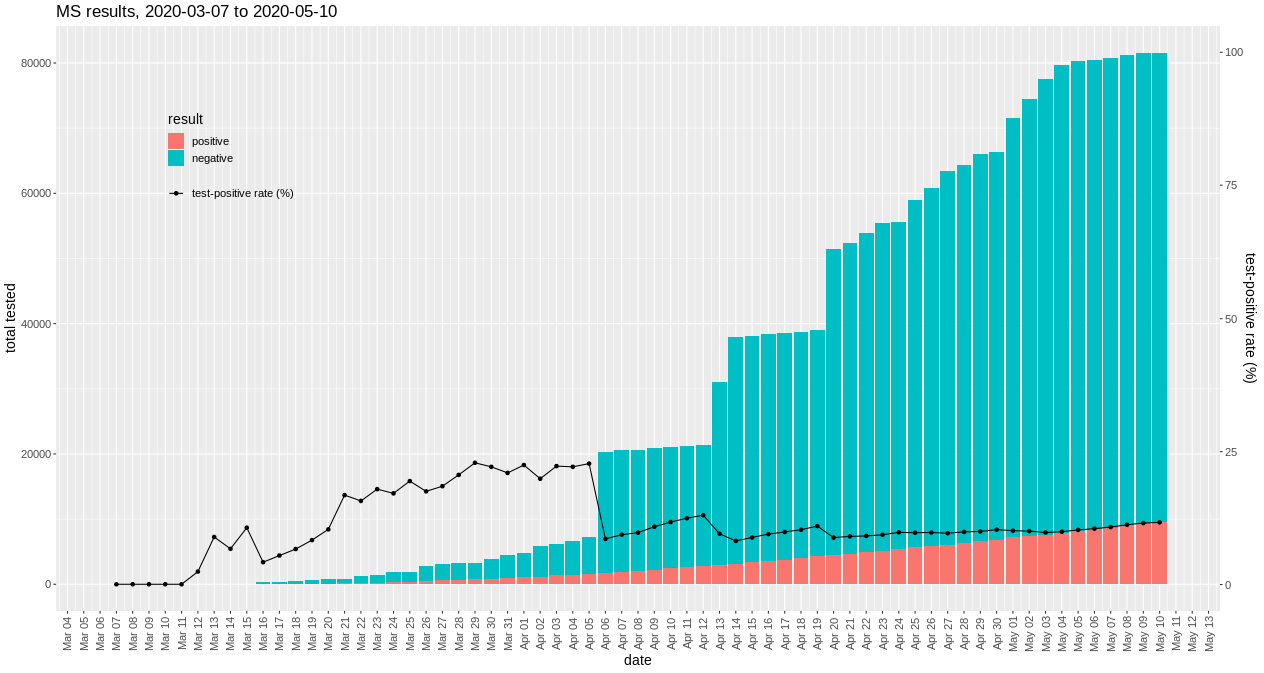 MS results, 2020-03-07 to 2020-05-10
total tested
80000
60000
40000
20000
0
result
positive
negative
test-positive rate (%)
100
75
50
25
0
test-positive rate (%)
Mar 04
Mar 05
Mar 06
Mar 07
Mar 08
Mar 09
Mar 10
Mar 11
Mar 12
Mar 13
Mar 14
Mar 15
Mar 16
Mar 17
Mar 18
Mar 19
Mar 20
Mar 21
Mar 22
Mar 23
Mar 24
Mar 25
Mar 26
Mar 27
Mar 28
Mar 29
Mar 30
Mar 31
Apr 01
Apr 02
Apr 03
Apr 04
Apr 05
Apr 06
Apr 07
Apr 08
Apr 09
Apr 10
Apr 11
Apr 12
Apr 13
Apr 14
Apr 15
Apr 16
Apr 17
Apr 18
Apr 19
Apr 20
Apr 21
Apr 22
Apr 23
Apr 24
Apr 25
Apr 26
Apr 27
Apr 28
Apr 29
Apr 30
May 01
May 02
May 03
May 04
May 05
May 06
May 07
May 08
May 09
May 10
May 11
May 12
May 13
date